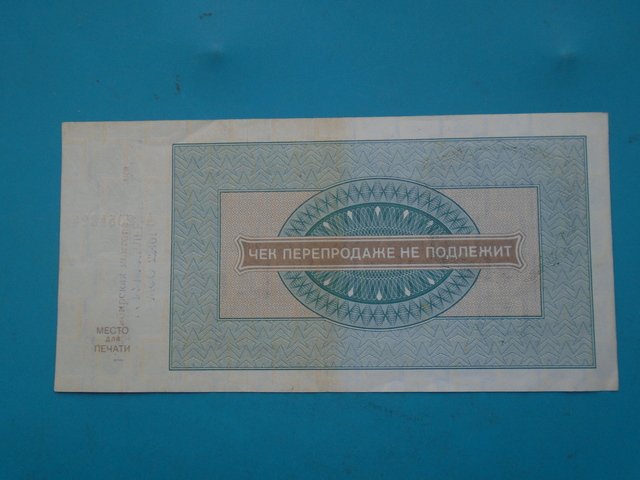 ЧЕК ПЕРЕПРОДАЖЕ НЕ ПОДЛЕЖИТ
МЕСТО
для
ПЕЧАТИ